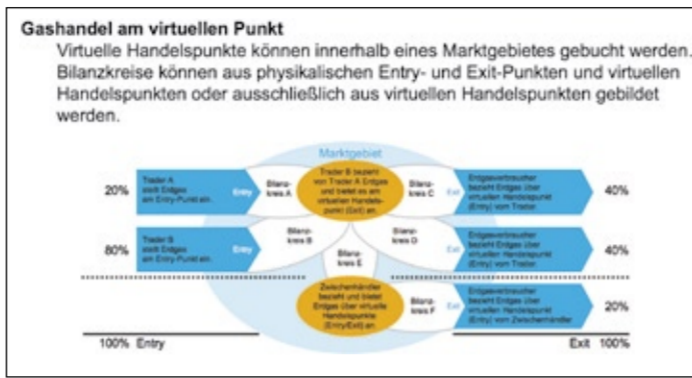 Gashandel am virtuellen Punkt
Virtuelle Handelspunkte können innerhalb eines Marktgebietes gebucht werden.
Bilanzkreise können aus physikalischen Entry- und Exit-Punkten und virtuellen
Handelspunkten oder ausschließlich aus virtuellen Handelspunkten gebildet
werden.
Marktgebiet
20%
Trader A
stellt Erdgas
am Entry-Punkt ein.
Entry
Bilanz-
kreis A
Trader B bezieht
von Trader A Erdgas
und bietet es am
virtuellen Handels-
punkt (Exit) an.
Bilanz-
kreis C
Exit
Erdgasverbraucher
bezieht Erdgas über
virtuellen Handelspunkt
(Entry) vom Trader.
40%
80%
Trader B
stellt Erdgas
am Entry-Punkt ein.
Entry
Bilanz-
kreis B
Bilanz-
kreis D
Exit
Erdgasverbraucher
bezieht Erdgas über
virtuellen Handelspunkt
(Entry) vom Trader.
40%
Bilanz-
kreis E
Zwischenhändler
bezieht und bietet
Erdgas über virtuelle
Handelspunkte
(Entry/Exit) an.
Bilanz-
kreis F
Exit
Erdgasverbraucher
bezieht Erdgas über
virtuellen Handelspunkt
(Entry) vom Zwischenhändler
20%
100% Entry
Exit 100%